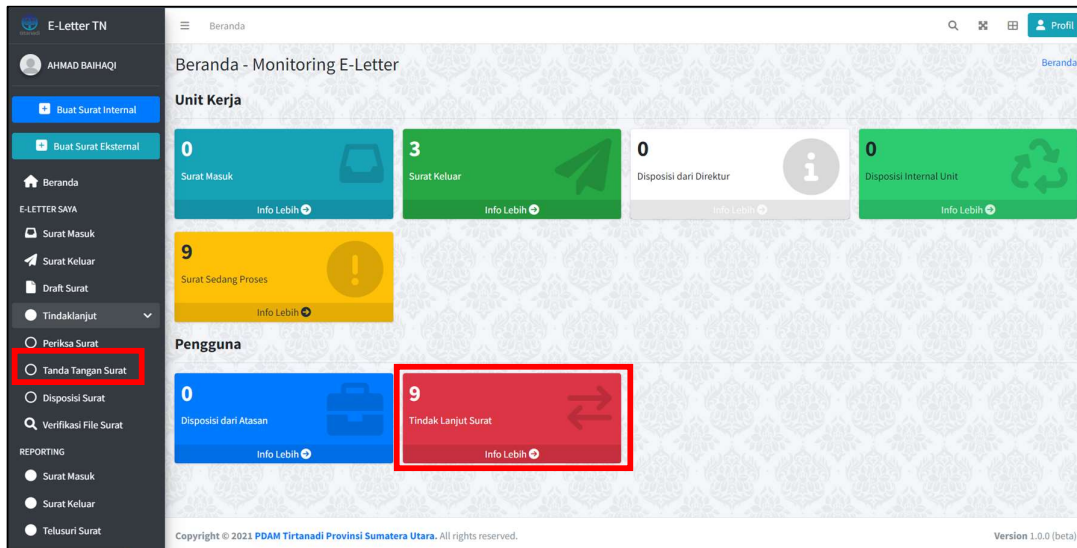 E-Letter TN
AHMAD BAIHAQI
Buat Surat Internal
Buat Surat Eksternal
Beranda
E-LETTER SAYA
Surat Masuk
Surat Keluar
Draft Surat
Tindaklanjut
Periksa Surat
Tanda Tangan Surat
Disposisi Surat
Verifikasi File Surat
REPORTING
Surat Masuk
Surat Keluar
Telusuri Surat
Beranda
Profil
Beranda - Monitoring E-Letter
Beranda
Unit Kerja
0
Surat Masuk
Info Lebih
3
Surat Keluar
Info Lebih
0
Disposisi dari Direktur
Info Lebih
0
Disposisi Internal Unit
Info Lebih
9
Surat Sedang Proses
Info Lebih
Pengguna
0
Disposisi dari Atasan
Info Lebih
9
Tindak Lanjut Surat
Info Lebih
Copyright © 2021 PDAM Tirtanadi Provinsi Sumatera Utara. All rights reserved.
Version 1.0.0 (beta)